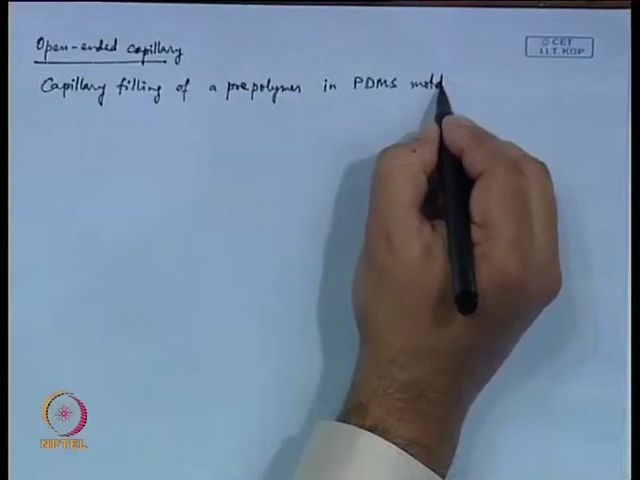 Open-ended capillary
© CET
I.I.T. KGP
Capillary filling of a prepolymer in PDMS mold
NPTEL